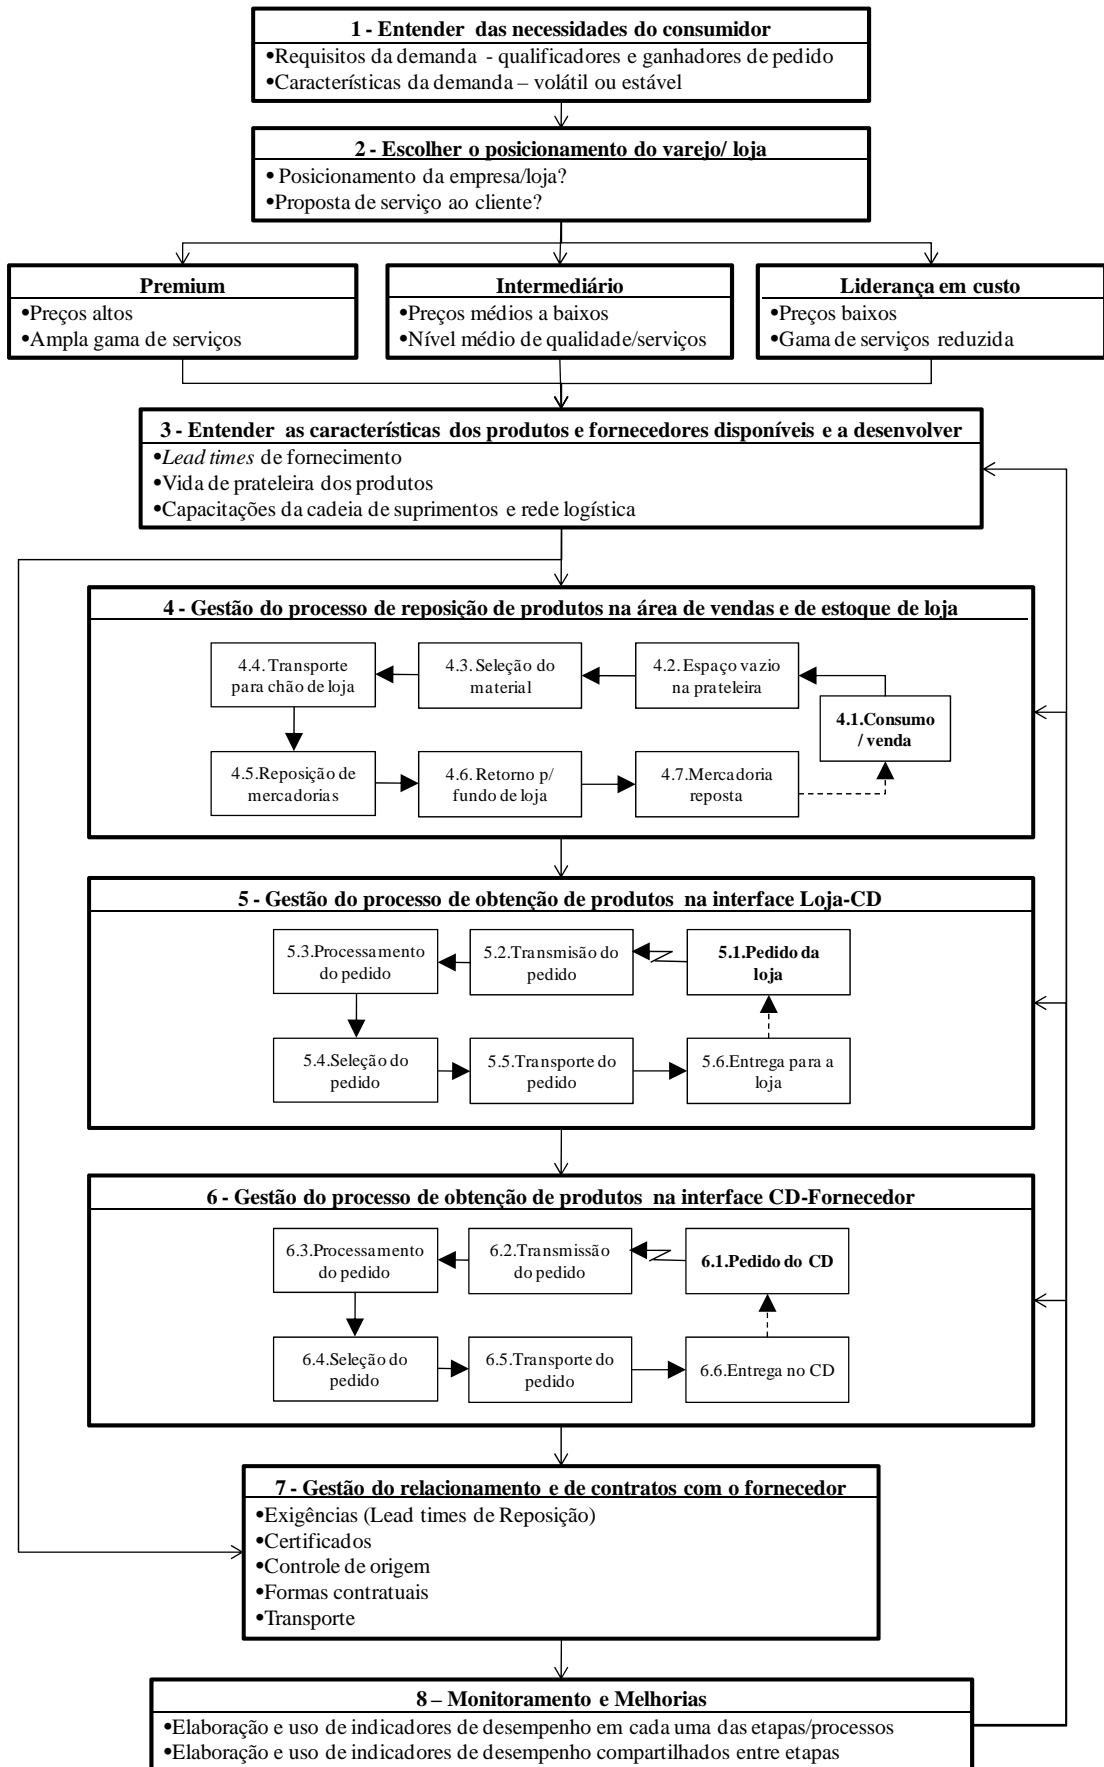 1 - Entender das necessidades do consumidor
•Requisitos da demanda - qualificadores e ganhadores de pedido
•Características da demanda – volátil ou estável
2 - Escolher o posicionamento do varejo/ loja
• Posicionamento da empresa/loja?
•Proposta de serviço ao cliente?
Premium
•Preços altos
•Ampla gama de serviços
Intermediário
•Preços médios a baixos
•Nível médio de qualidade/serviços
Liderança em custo
•Preços baixos
•Gama de serviços reduzida
3 - Entender as características dos produtos e fornecedores disponíveis e a desenvolver
•Lead times de fornecimento
•Vida de prateleira dos produtos
•Capacitações da cadeia de suprimentos e rede logística
4 - Gestão do processo de reposição de produtos na área de vendas e de estoque de loja
4.4. Transporte
para chão de loja
4.3. Seleção do
material
4.2. Espaço vazio
na prateleira
4.1.Consumo
/ venda
4.5.Reposição de
mercadorias
4.6. Retorno p/
fundo de loja
4.7.Mercadoria
reposta
5 - Gestão do processo de obtenção de produtos na interface Loja-CD
5.3.Processamento
do pedido
5.2.Transmisão do
pedido
5.1.Pedido da
loja
5.4.Seleção do
pedido
5.5.Transporte do
pedido
5.6.Entrega para a
loja
6 - Gestão do processo de obtenção de produtos na interface CD-Fornecedor
6.3.Processamento
do pedido
6.2.Transmissão
do pedido
6.1.Pedido do CD
6.4.Seleção do
pedido
6.5.Transporte do
pedido
6.6.Entrega no CD
7 - Gestão do relacionamento e de contratos com o fornecedor
•Exigências (Lead times de Reposição)
•Certificados
•Controle de origem
•Formas contratuais
•Transporte
8 – Monitoramento e Melhorias
•Elaboração e uso de indicadores de desempenho em cada uma das etapas/processos
•Elaboração e uso de indicadores de desempenho compartilhados entre etapas